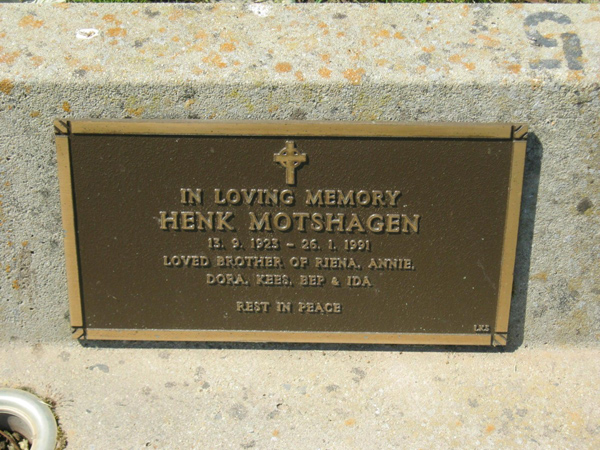 IN LOVING MEMORY
HENK MOTSHAGEN
13. 9. 1923 - 26. 1. 1991
LOVED BROTHER OF RIENA, ANNIE,
DORA, KEES, BEP & IDA
REST IN PEACE
LKS